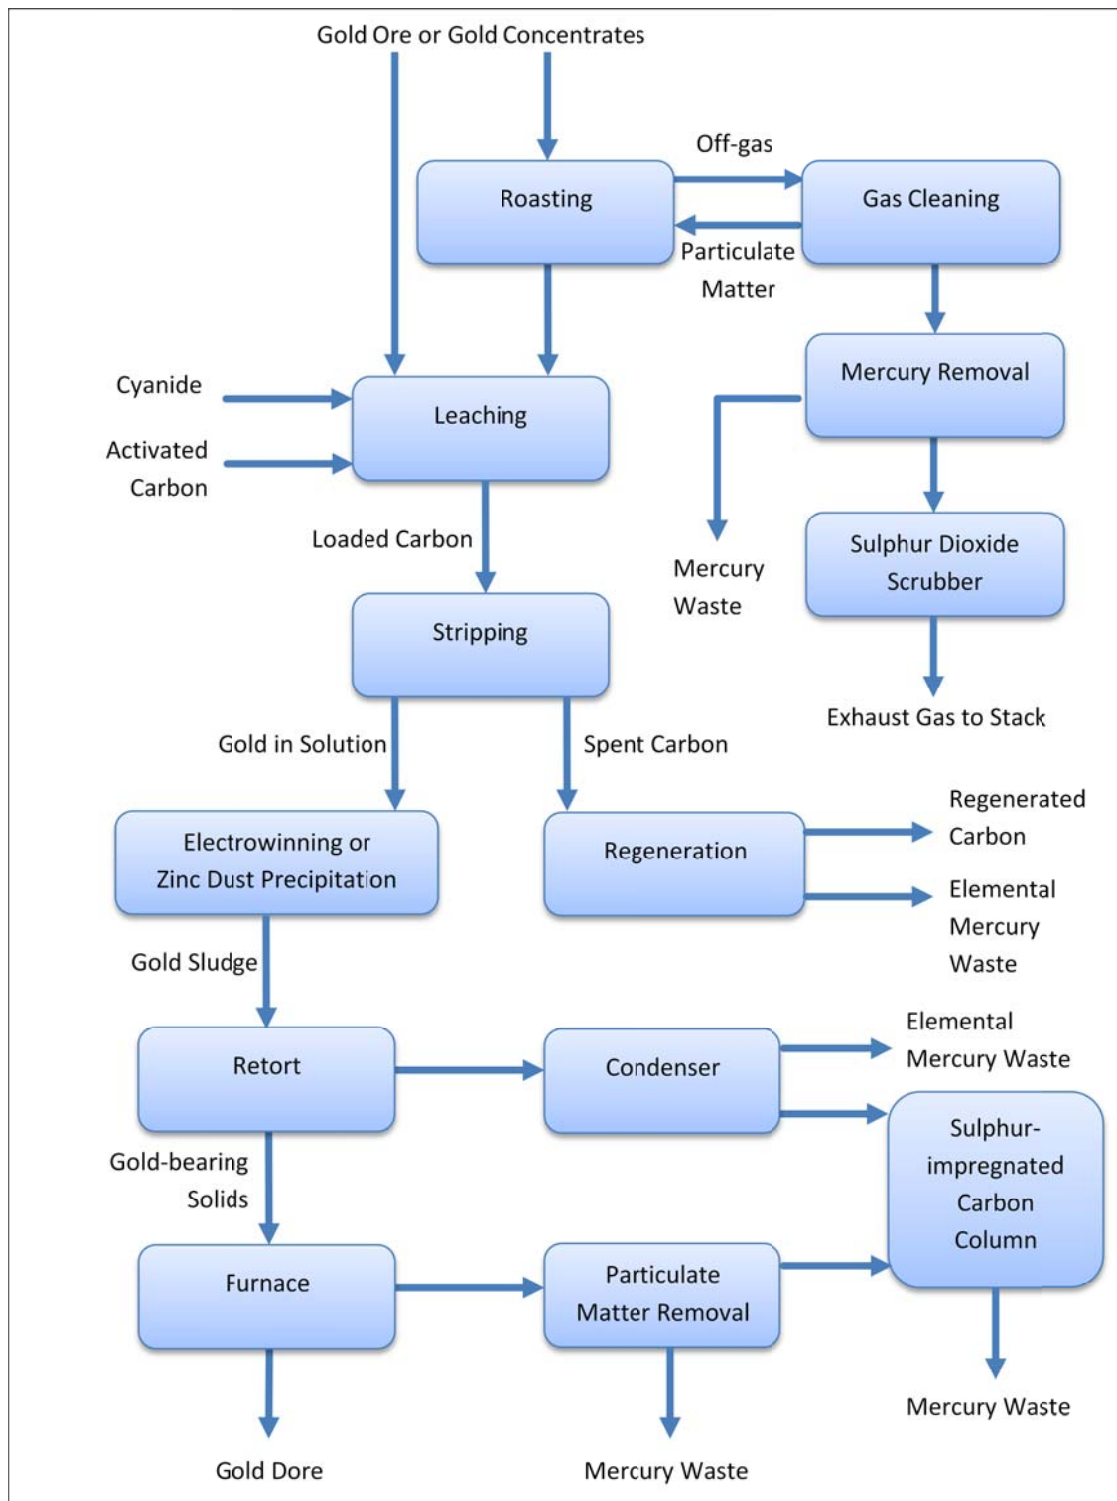 Gold Ore or Gold Concentrates
Off-gas
Roasting
Gas Cleaning
Particulate
Matter
Cyanide
Mercury Removal
Leaching
Activated
Carbon
Loaded Carbon
Mercury
Waste
Sulphur Dioxide
Scrubber
Stripping
Exhaust Gas to Stack
Gold in Solution
Spent Carbon
Electrowinning or
Zinc Dust Precipitation
Regeneration
Regenerated
Carbon
Elemental
Mercury
Waste
Gold Sludge
Retort
Condenser
Elemental
Mercury Waste
Gold-bearing
Solids
Sulphur-
impregnated
Carbon
Column
Furnace
Particulate
Matter Removal
Mercury Waste
Gold Dore
Mercury Waste